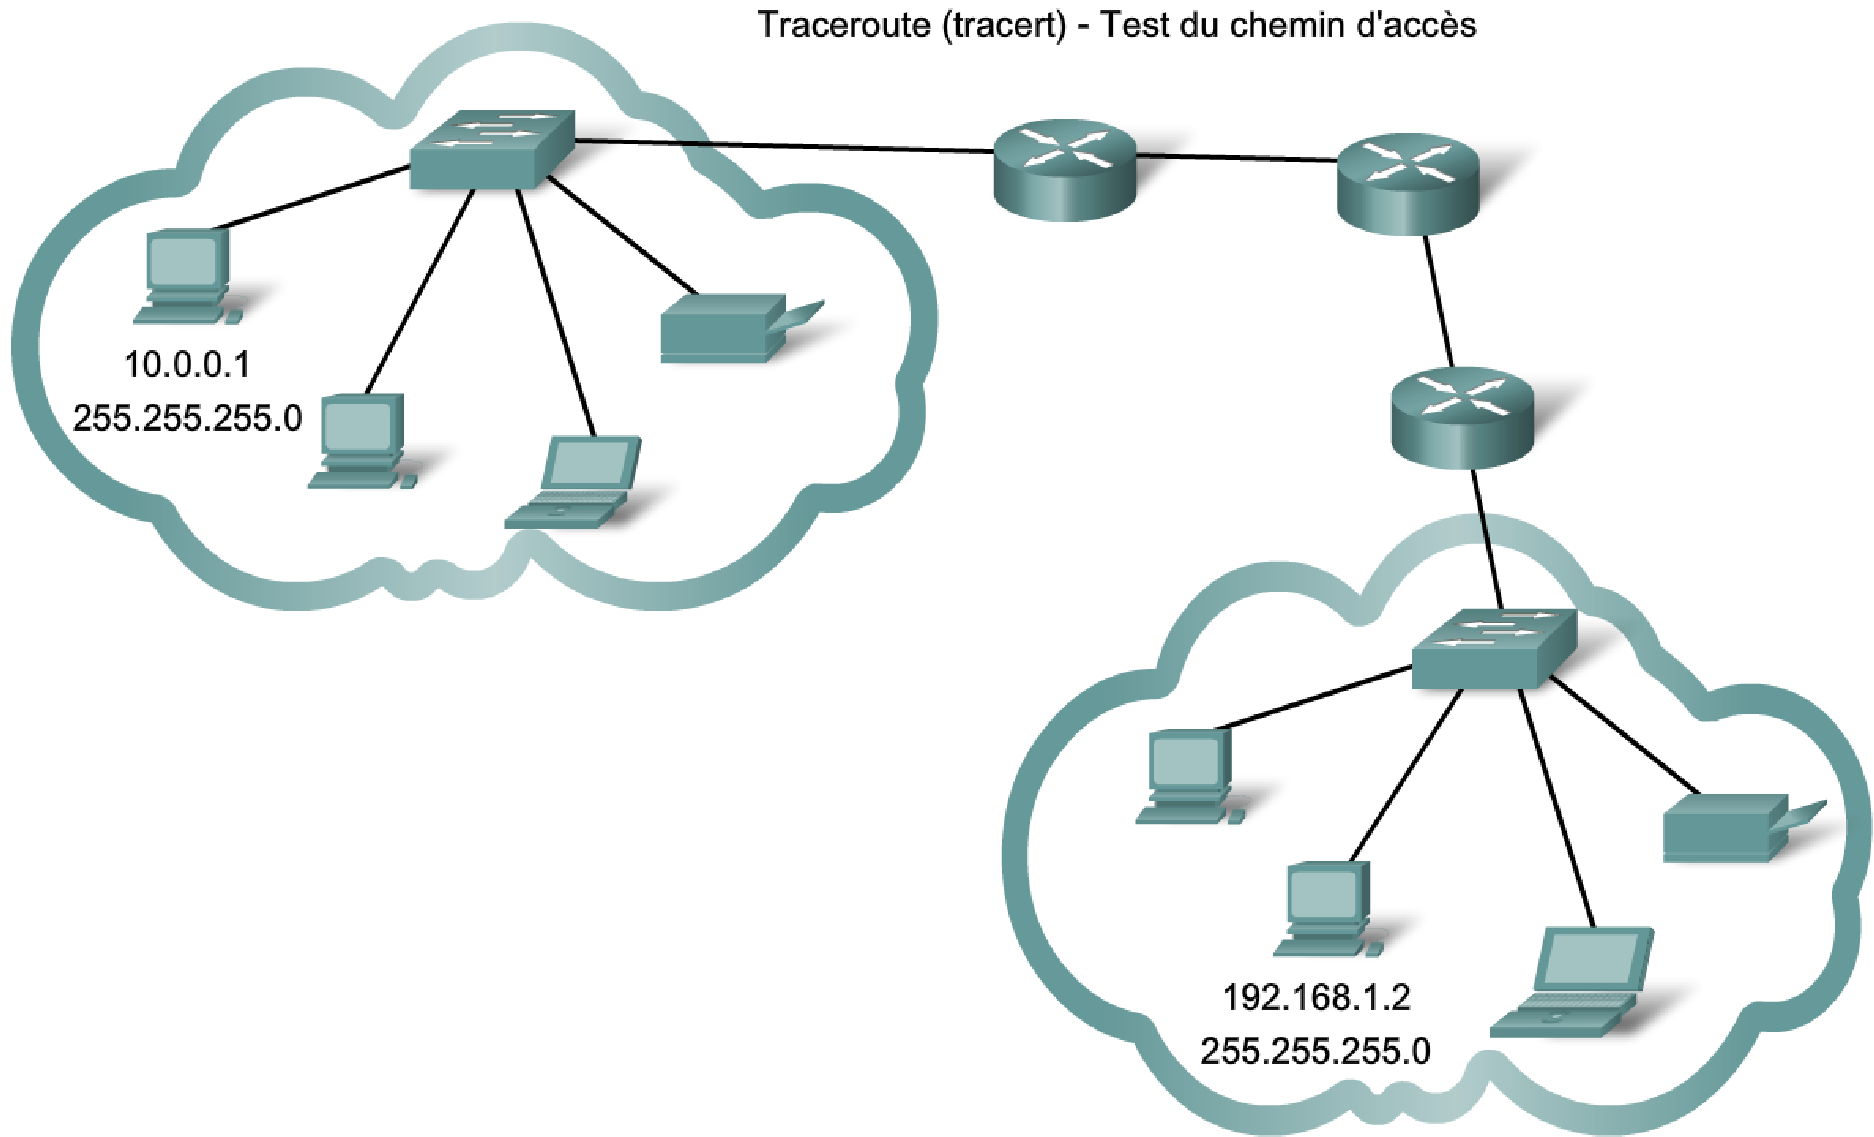 Traceroute (tracert) - Test du chemin d'accès
10.0.0.1
255.255.255.0
192.168.1.2
255.255.255.0